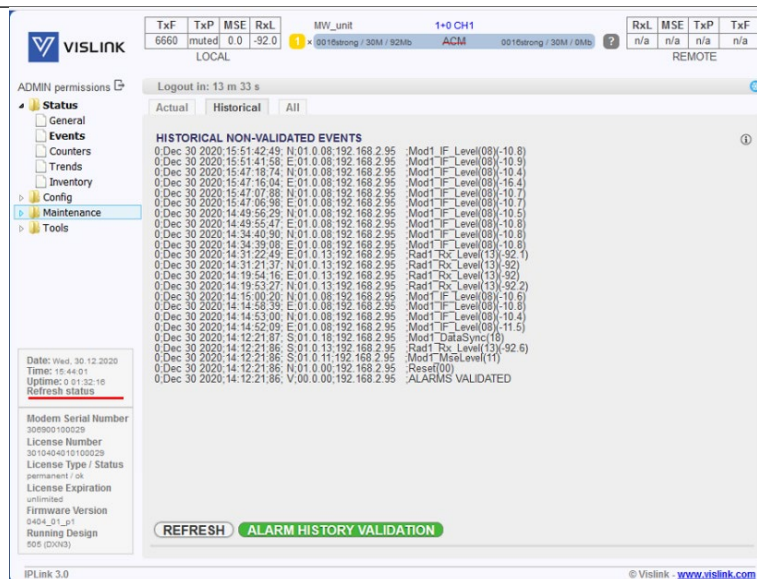 TxF TxP MSE RxL
6660 muted 0.0 -92.0
LOCAL
MW_unit 1+0 CH1
1 x 0016strong / 30M / 92Mb ACM 0016strong / 30M / 0Mb ?
RxL MSE TxP TxF
n/a n/a n/a n/a
REMOTE
VISLINK
ADMIN permissions
Logout in: 13 m 33 s
Status
General
Events
Counters
Trends
Inventory
Config
Maintenance
Tools
Actual Historical All
HISTORICAL NON-VALIDATED EVENTS
0;Dec 30 2020;15:51:42;49; N;01.0.08;192.168.2.95 ;Mod1_IF_Level(08)(-10.8)
0;Dec 30 2020;15:51:41;58; E;01.0.08;192.168.2.95 ;Mod1_IF_Level(08)(-10.9)
0;Dec 30 2020;15:47:18;74; N;01.0.08;192.168.2.95 ;Mod1_IF_Level(08)(-10.4)
0;Dec 30 2020;15:47:16;04; E;01.0.08;192.168.2.95 ;Mod1_IF_Level(08)(-16.4)
0;Dec 30 2020;15:47:07;88; N;01.0.08;192.168.2.95 ;Mod1_IF_Level(08)(-10.7)
0;Dec 30 2020;15:47:06;98; E;01.0.08;192.168.2.95 ;Mod1_IF_Level(08)(-10.7)
0;Dec 30 2020;14:49:56;29; N;01.0.08;192.168.2.95 ;Mod1_IF_Level(08)(-10.5)
0;Dec 30 2020;14:49:55;47; E;01.0.08;192.168.2.95 ;Mod1_IF_Level(08)(-10.8)
0;Dec 30 2020;14:34:40;90; N;01.0.08;192.168.2.95 ;Mod1_IF_Level(08)(-10.8)
0;Dec 30 2020;14:34:39;08; E;01.0.08;192.168.2.95 ;Mod1_IF_Level(08)(-10.8)
0;Dec 30 2020;14:31:22;49; E;01.0.13;192.168.2.95 ;Rad1_Rx_Level(13)(-92.1)
0;Dec 30 2020;14:31:21;37; N;01.0.13;192.168.2.95 ;Rad1_Rx_Level(13)(-92)
0;Dec 30 2020;14:19:54;16; E;01.0.13;192.168.2.95 ;Rad1_Rx_Level(13)(-92)
0;Dec 30 2020;14:19:53;27; N;01.0.13;192.168.2.95 ;Rad1_Rx_Level(13)(-92.2)
0;Dec 30 2020;14:15:00;20; N;01.0.08;192.168.2.95 ;Mod1_IF_Level(08)(-10.6)
0;Dec 30 2020;14:14:58;39; E;01.0.08;192.168.2.95 ;Mod1_IF_Level(08)(-10.8)
0;Dec 30 2020;14:14:53;00; N;01.0.08;192.168.2.95 ;Mod1_IF_Level(08)(-10.4)
0;Dec 30 2020;14:14:52;09; E;01.0.08;192.168.2.95 ;Mod1_IF_Level(08)(-11.5)
0;Dec 30 2020;14:12:21;87; S;01.0.18;192.168.2.95 ;Mod1_DataSync(18)
0;Dec 30 2020;14:12:21;86; S;01.0.13;192.168.2.95 ;Rad1_Rx_Level(13)(-92.6)
0;Dec 30 2020;14:12:21;86; S;01.0.11;192.168.2.95 ;Mod1_MseLevel(11)
0;Dec 30 2020;14:12:21;86; N;01.0.00;192.168.2.95 ;Reset(00)
0;Dec 30 2020;14:12:21;86; V;00.0.00;192.168.2.95 ;ALARMS VALIDATED
Date: Wed, 30.12.2020
Time: 15:44:01
Uptime: 0 01:32:16
Refresh status
Modem Serial Number
306900100029
License Number
3010404010100029
License Type / Status
permanent / ok
License Expiration
unlimited
Firmware Version
0404_01_p1
Running Design
505 (DXN3)
REFRESH ALARM HISTORY VALIDATION
IPLink 3.0
© Vislink - www.vislink.com